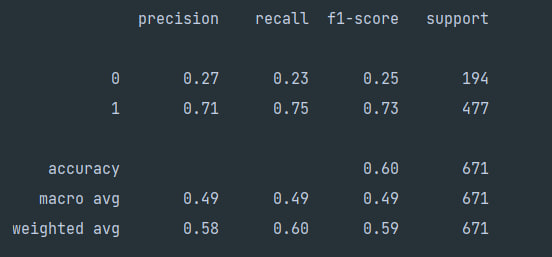 precision recall f1-score support
0 0.27 0.23 0.25 194
1 0.71 0.75 0.73 477
accuracy 0.60 671
macro avg 0.49 0.49 0.49 671
weighted avg 0.58 0.60 0.59 671